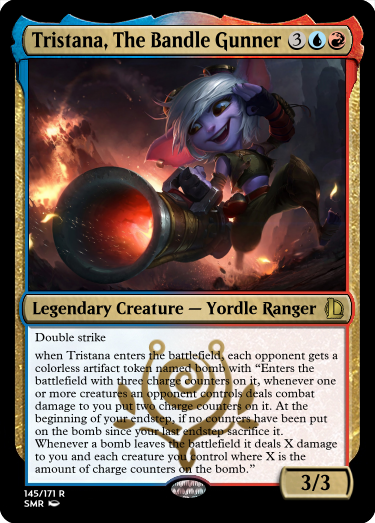 Tristana, The Bandle Gunner 3
Legendary Creature — Yordle Ranger
Double strike
when Tristana enters the battlefield, each opponent gets a
colorless artifact token named bomb with “Enters the
battlefield with three charge counters on it, whenever one
or more creatures an opponent controls deals combat
damage to you put two charge counters on it. At the
beginning of your endstep, if no counters have been put
on the bomb since your last endstep sacrifice it.
Whenever a bomb leaves the battlefield it deals X damage
to you and each creature you control where X is the
amount of charge counters on the bomb.”
3/3
145/171 R
SMR